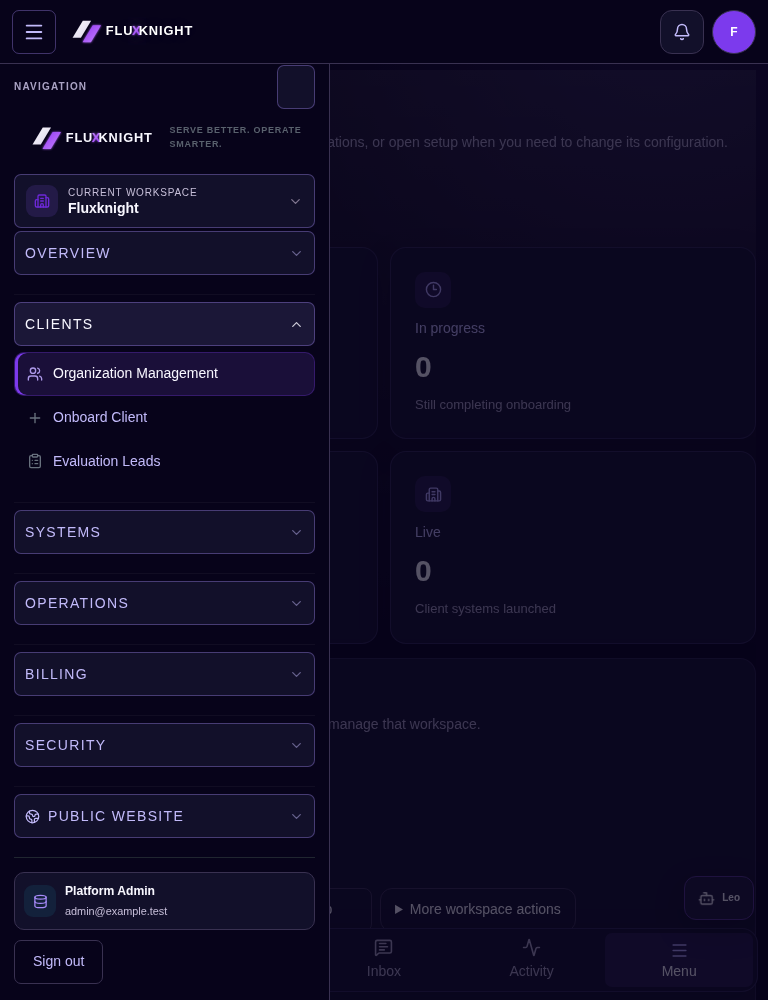 FLUXKNIGHT
F
NAVIGATION
FLUXKNIGHT
SERVE BETTER. OPERATE
SMARTER.
CURRENT WORKSPACE
Fluxknight
OVERVIEW
CLIENTS
Organization Management
Onboard Client
Evaluation Leads
SYSTEMS
OPERATIONS
BILLING
SECURITY
PUBLIC WEBSITE
Platform Admin
admin@example.test
Sign out
ations, or open setup when you need to change its configuration.
In progress
0
Still completing onboarding
Live
0
Client systems launched
manage that workspace.
More workspace actions
Leo
Inbox
Activity
Menu